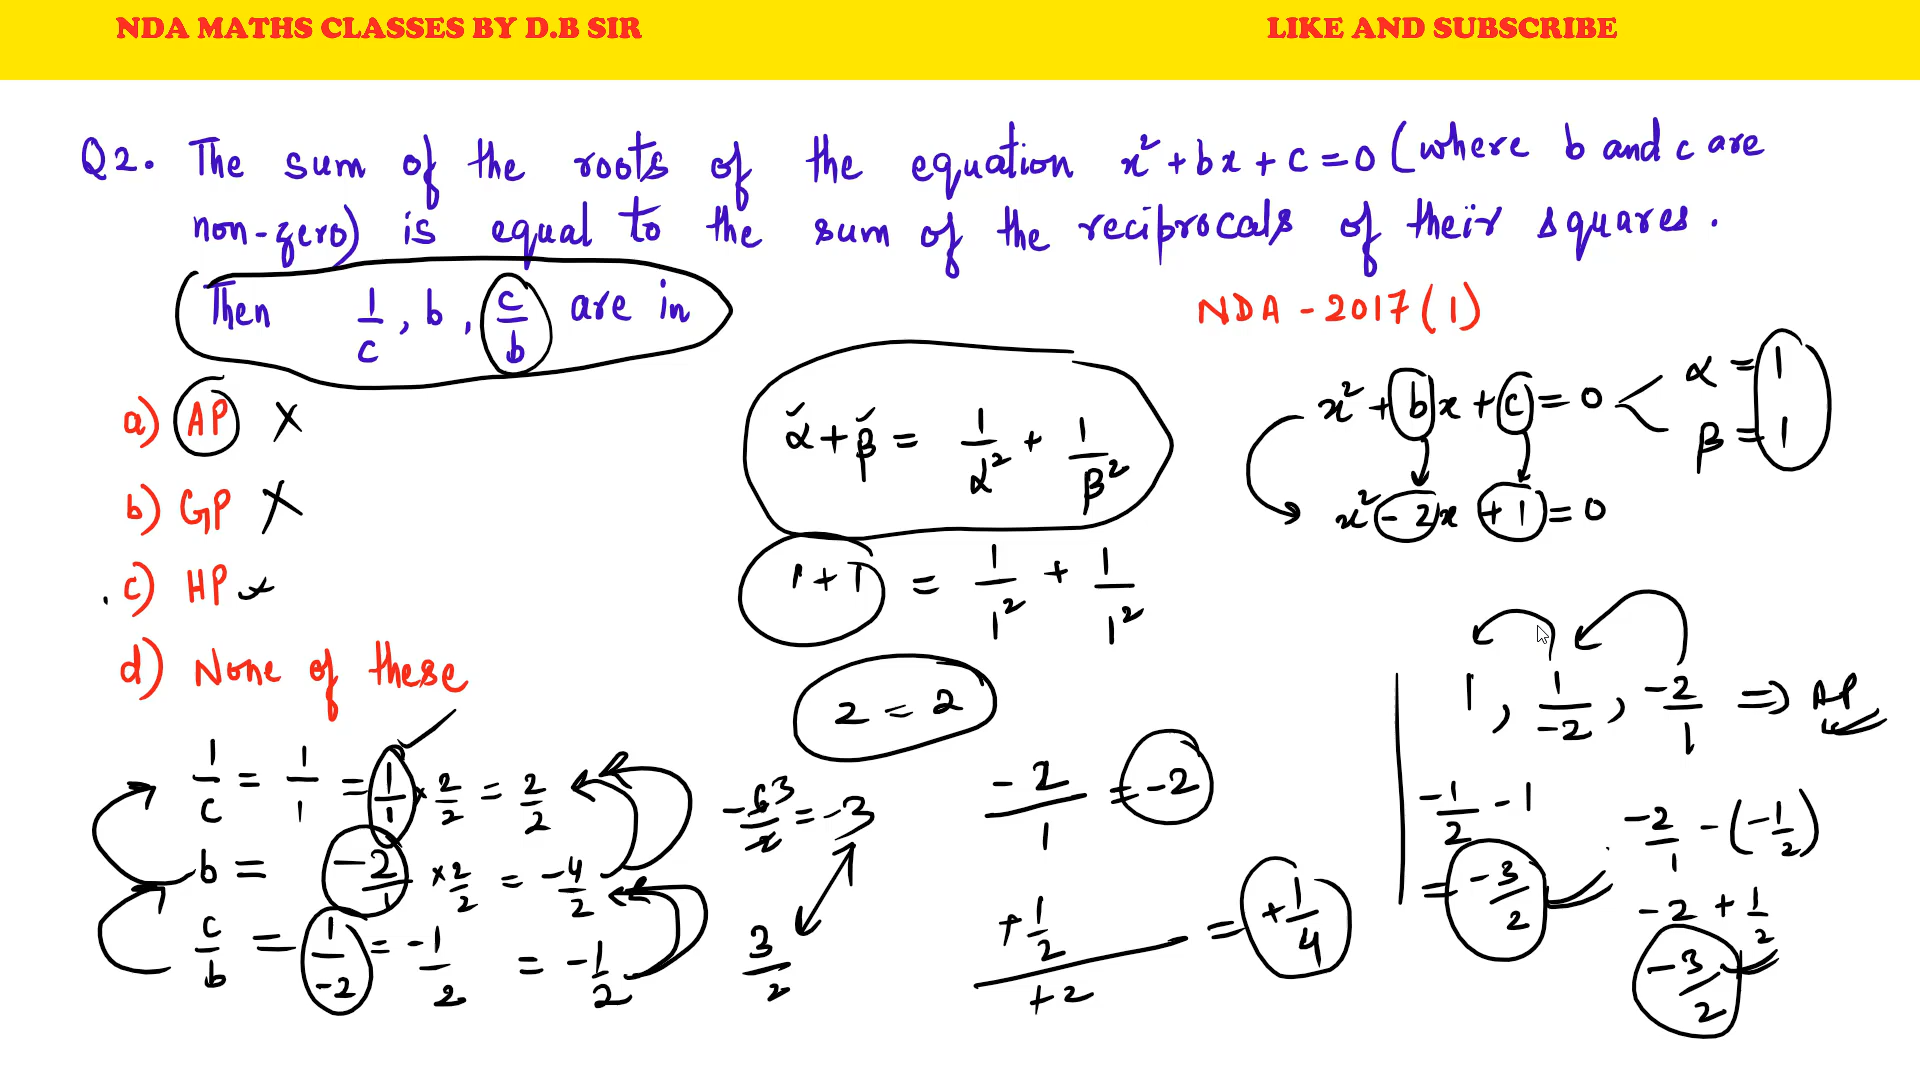 NDA MATHS CLASSES BY D.B SIR
LIKE AND SUBSCRIBE
Q2. The sum of the roots of the equation x² + bx + c = 0 (where b and c are
non-zero) is equal to the sum of the reciprocals of their squares.
Then 1/c, b, c/b are in
NDA - 2017 (1)
a) AP ×
b) GP ×
c) HP
d) None of these
α + β = 1/α² + 1/β²
1 + 1 = 1/1² + 1/1²
2 = 2
x² + bx + c = 0
α = 1
β = 1
x² - 2x + 1 = 0
1/c = 1/1 = 1/1 × 2/2 = 2/2
b = -2/1 × 2/2 = -4/2
c/b = 1/-2 = -1/2 = -1/2
-6/2 3 = -3
3/2
-2/1 = -2
+1/2 / +2 = +1/4
1, 1/-2, -2/1 ⇒ AP
-1/2 - 1
= -3/2
-2/1 - (-1/2)
-2 + 1/2
-3/2